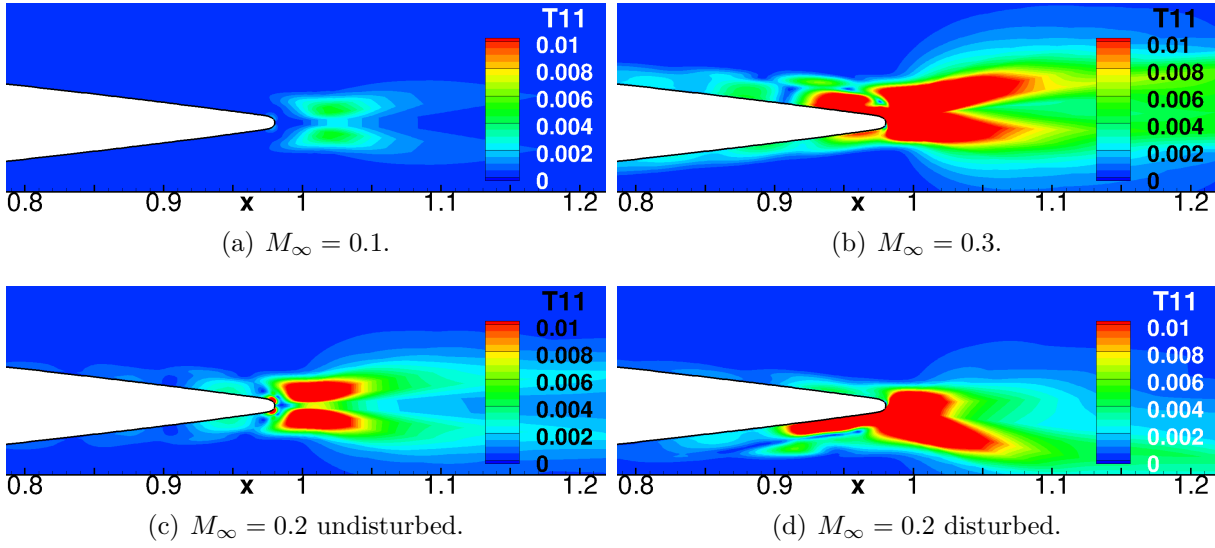 T11
0.01
0.008
0.006
0.004
0.002
0
0.8 0.9 x 1 1.1 1.2
(a) M∞ = 0.1.
T11
0.01
0.008
0.006
0.004
0.002
0
0.8 0.9 x 1 1.1 1.2
(b) M∞ = 0.3.
T11
0.01
0.008
0.006
0.004
0.002
0
0.8 0.9 x 1 1.1 1.2
(c) M∞ = 0.2 undisturbed.
T11
0.01
0.008
0.006
0.004
0.002
0
0.8 0.9 x 1 1.1 1.2
(d) M∞ = 0.2 disturbed.